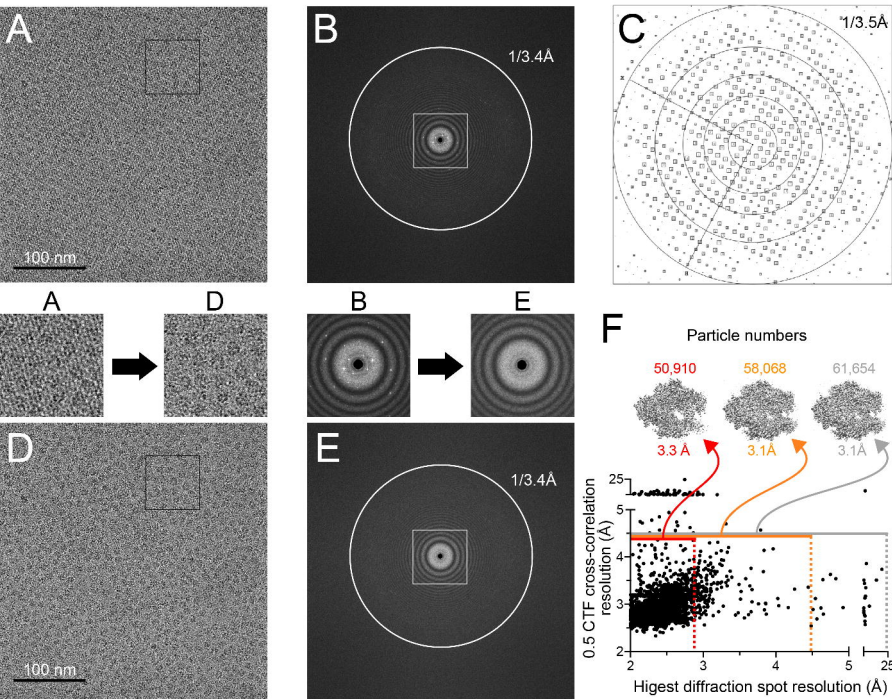 A
100 nm
B
1/3.4Å
C
1/3.5Å
A
D
B
E
D
100 nm
E
1/3.4Å
F
Particle numbers
50,910
58,068
61,654
3.3 Å
3.1Å
3.1Å
0.5 CTF cross-correlation
resolution (Å)
25
5
4
3
2
2
3
4
5
25
Higest diffraction spot resolution (Å)